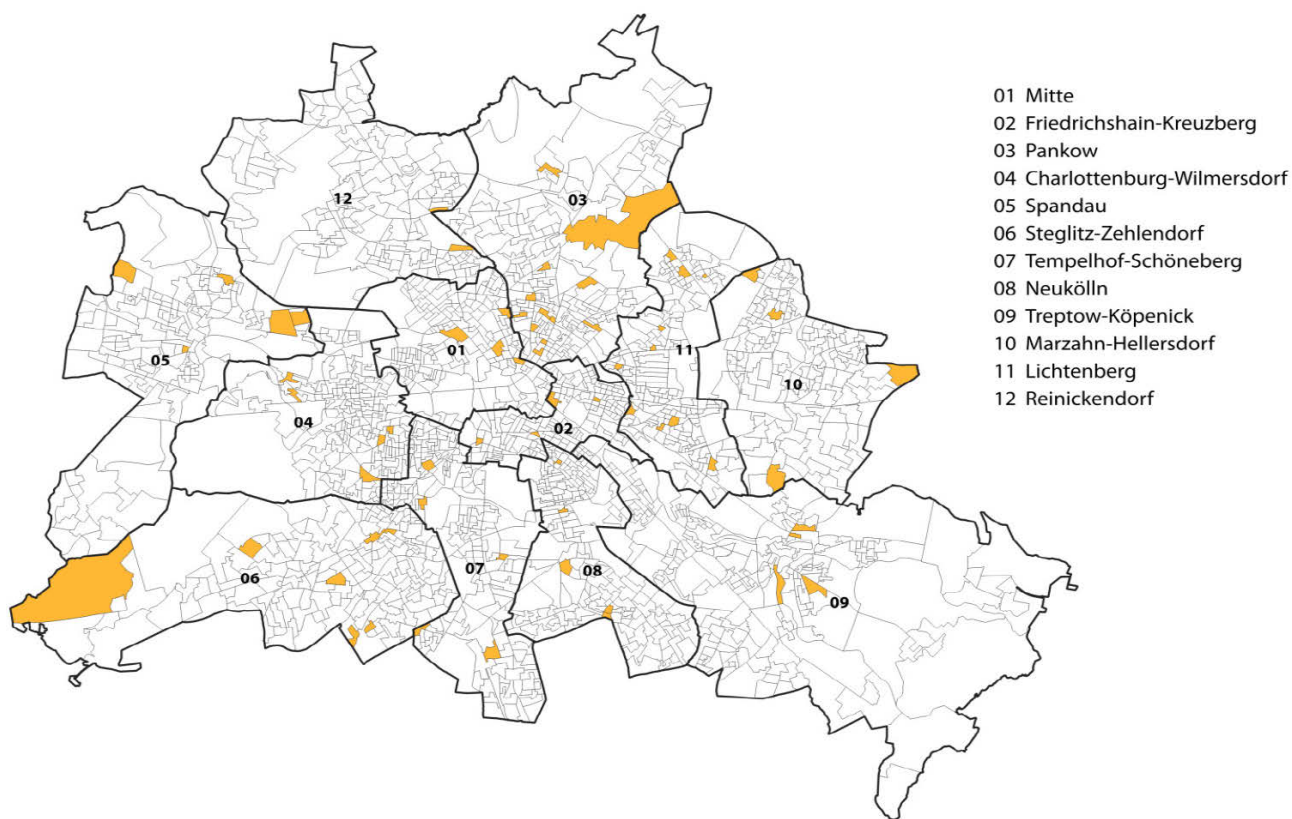 12
03
05
01
11
10
04
02
06
07
08
09
01 Mitte
02 Friedrichshain-Kreuzberg
03 Pankow
04 Charlottenburg-Wilmersdorf
05 Spandau
06 Steglitz-Zehlendorf
07 Tempelhof-Schöneberg
08 Neukölln
09 Treptow-Köpenick
10 Marzahn-Hellersdorf
11 Lichtenberg
12 Reinickendorf